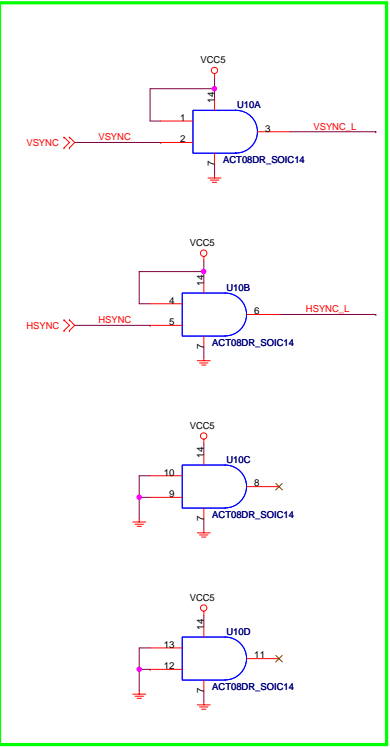 VCC5
14
U10A
1
3
VSYNC_L
VSYNC
VSYNC
2
7
ACT08DR_SOIC14
VCC5
14
U10B
4
6
HSYNC_L
HSYNC
HSYNC
5
7
ACT08DR_SOIC14
VCC5
14
U10C
10
8
9
7
ACT08DR_SOIC14
VCC5
14
U10D
13
11
12
7
ACT08DR_SOIC14